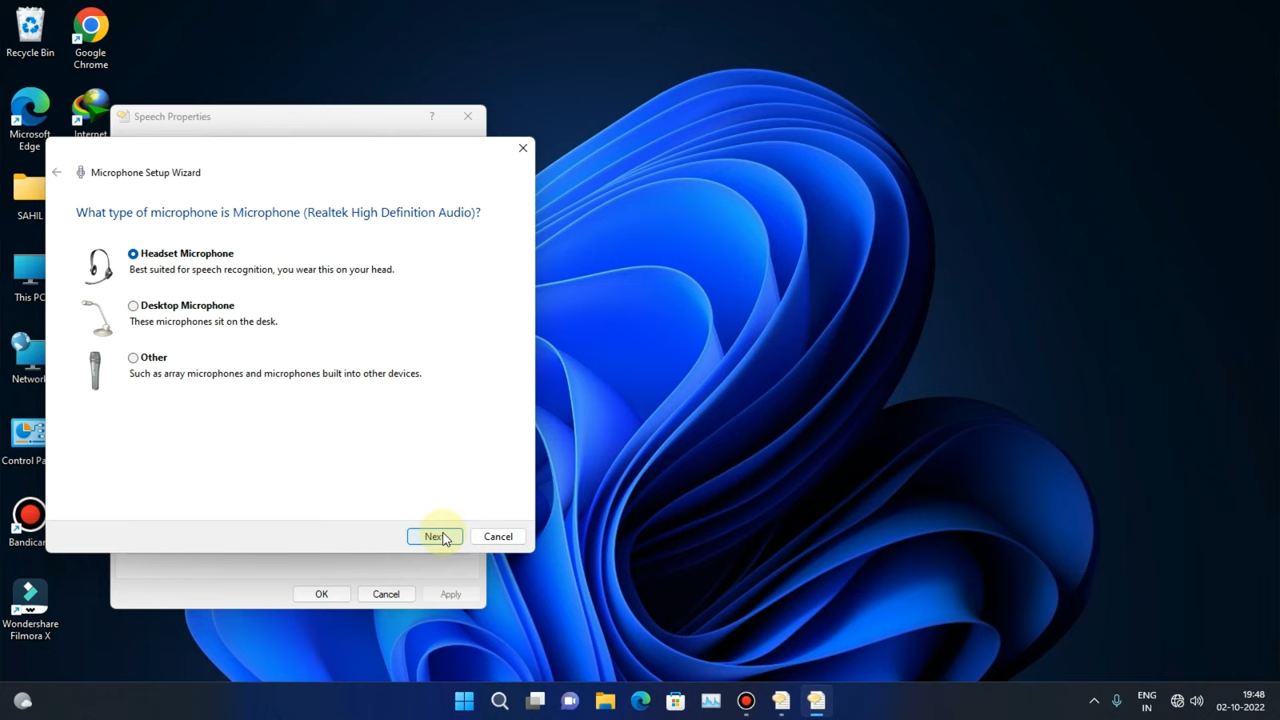 Recycle Bin
Google
Chrome
Microsoft
Edge
Internet
SAHIL
This PC
Network
Control Pa
Bandicam
Wondershare
Filmora X
Speech Properties
?
Microphone Setup Wizard
What type of microphone is Microphone (Realtek High Definition Audio)?
Headset Microphone
Best suited for speech recognition, you wear this on your head.
Desktop Microphone
These microphones sit on the desk.
Other
Such as array microphones and microphones built into other devices.
Next
Cancel
OK
Cancel
Apply
ENG
IN
19:48
02-10-2022